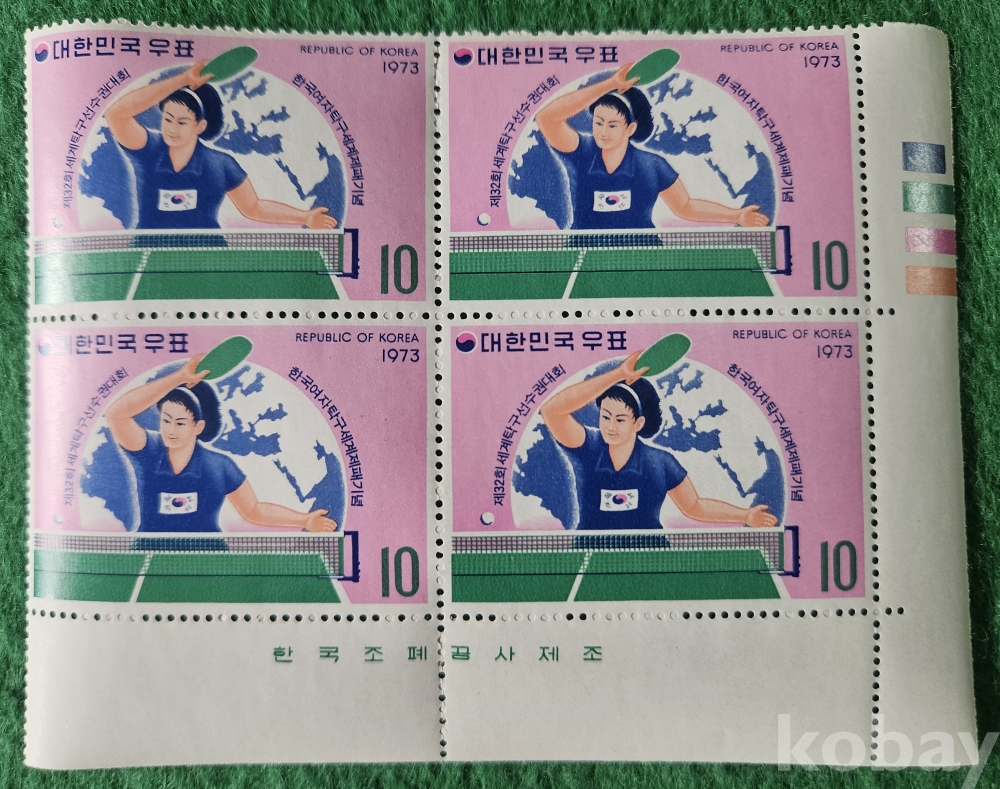 대한민국우표
REPUBLIC OF KOREA
1973
제32회 세계탁구선수권대회
한국여자탁구세계제패기념
10
대한민국우표
REPUBLIC OF KOREA
1973
제32회 세계탁구선수권대회
한국여자탁구세계제패기념
10
대한민국우표
REPUBLIC OF KOREA
1973
제32회 세계탁구선수권대회
한국여자탁구세계제패기념
10
대한민국우표
REPUBLIC OF KOREA
1973
제32회 세계탁구선수권대회
한국여자탁구세계제패기념
10
한국조폐공사제조
kobay